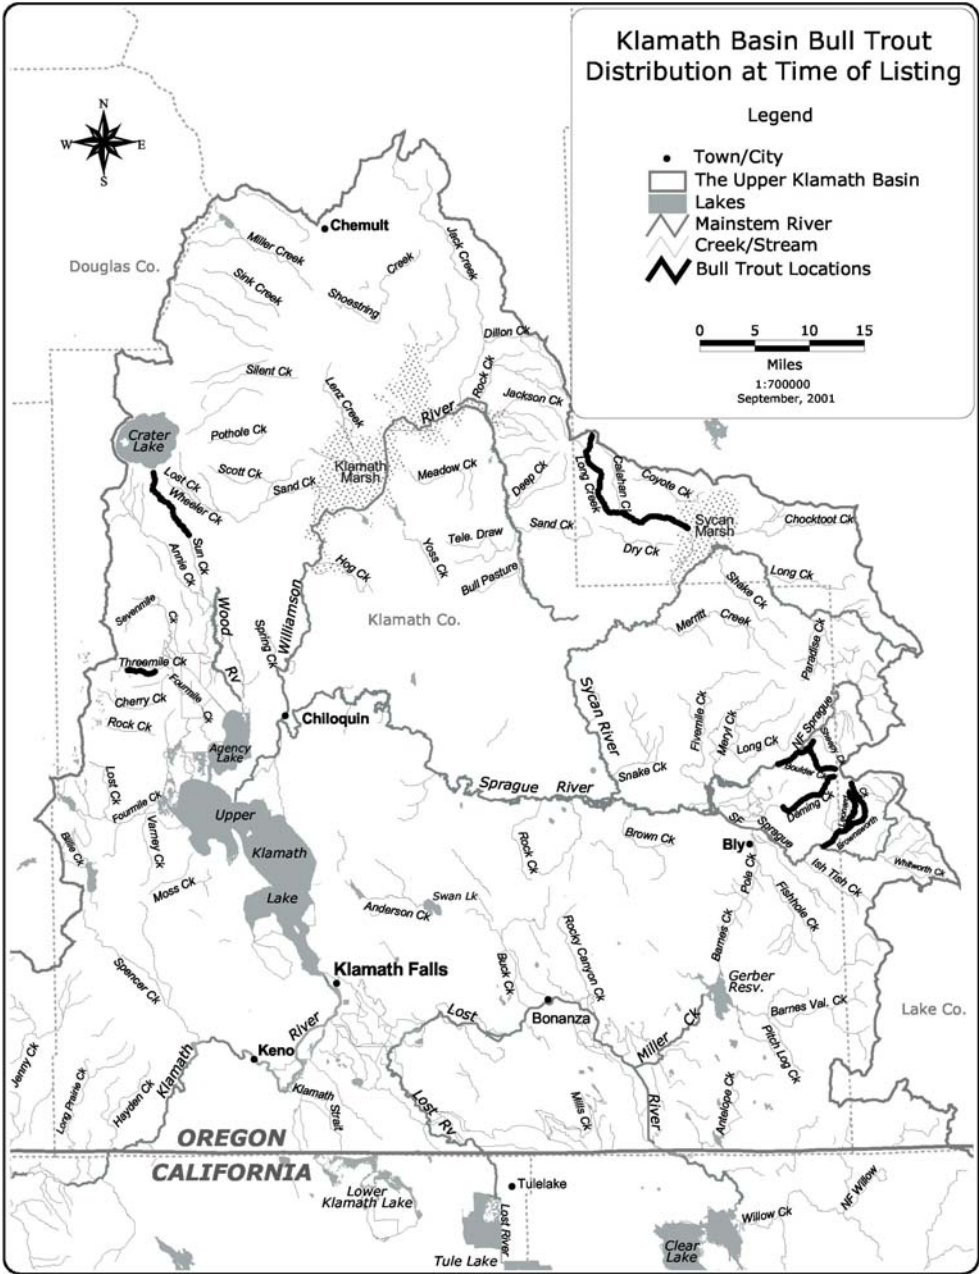 Klamath Basin Bull Trout
Distribution at Time of Listing
Legend
Town/City
The Upper Klamath Basin
Lakes
Mainstem River
Creek/Stream
Bull Trout Locations
0 5 10 15
Miles
1:700000
September, 2001
N
W E
S
Chemult
Douglas Co.
Miller Creek
Sink Creek
Shoestring
Creek
Jack Creek
Dillon Ck
Rock Ck
Silent Ck
Lenz Creek
River
Jackson Ck
Crater
Lake
Pothole Ck
Scott Ck
Sand Ck
Klamath
Marsh
Meadow Ck
Deep Ck
Long Creek
Calahan Ck
Coyote Ck
Lost Ck
Wheeler Ck
Sycan
Marsh
Chocktoot Ck
Sand Ck
Tele. Draw
Dry Ck
Sun Ck
Annie Ck
Yoss Ck
Bull Pasture
Hog Ck
Long Ck
Shake Ck
Sevenmile
Ck
Wood
RV
Spring Ck
Williamson
Klamath Co.
Merritt
Creek
Paradise Ck
Threemile Ck
Fourmile
Ck
Cherry Ck
Rock Ck
Chiloquin
Sycan River
Fivemile Ck
Meryl Ck
NF Sprague
Sheepy Ck
Long Ck
Agency
Lake
Snake Ck
Boulder Ck
Lost Ck
Fourmile Ck
Sprague River
Deming Ck
Ck
Brownsworth
Upper
Klamath
Lake
Varney Ck
Billie Ck
SF
Sprague
Brown Ck
Rock Ck
Bly
Ish Tish Ck
Whitworth Ck
Pole Ck
Fishhole Ck
Moss Ck
Swan Lk
Anderson Ck
Rocky Canyon Ck
Barnes Ck
Buck Ck
Spencer Ck
Klamath Falls
Gerber
Resv.
Barnes Val. Ck
Lake Co.
Lost
Bonanza
River
Keno
Miller Ck
Pitch Log Ck
Jenny Ck
Long Prairie Ck
Hayden Ck
Klamath
Klamath
Strait
Lost Rv
Mills Ck
River
Antelope Ck
OREGON
CALIFORNIA
Lower
Klamath Lake
Tulelake
Lost River
Tule Lake
Clear
Lake
Willow Ck
NF Willow